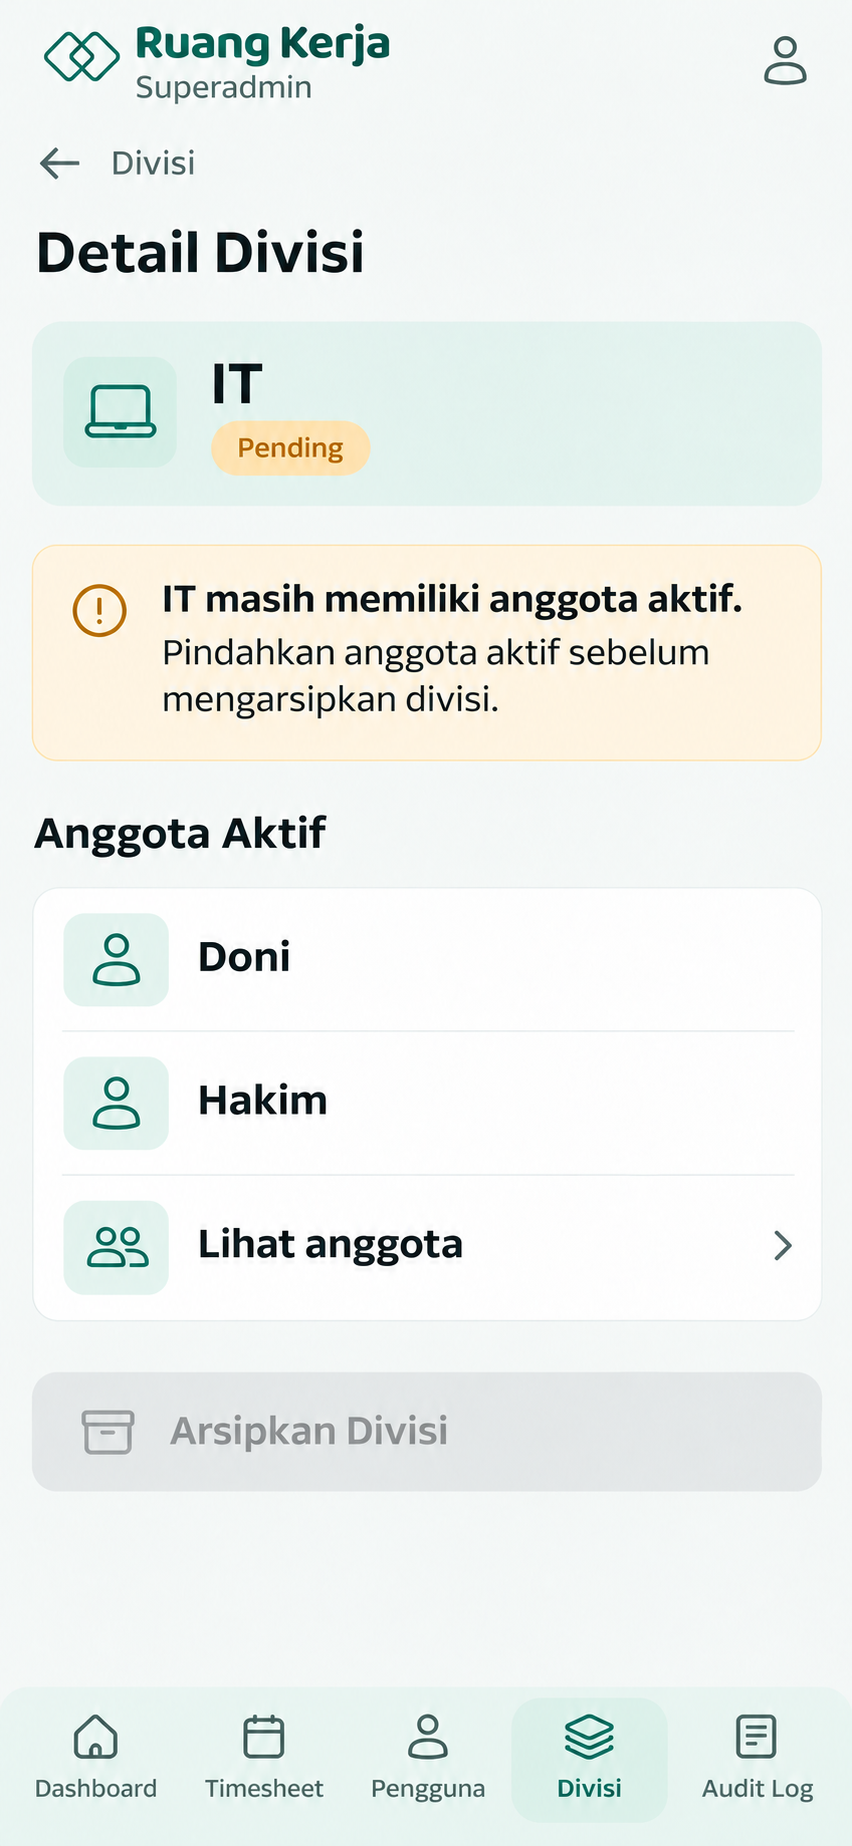 Ruang Kerja
Superadmin
Divisi
Detail Divisi
IT
Pending
IT masih memiliki anggota aktif.
Pindahkan anggota aktif sebelum
mengarsipkan divisi.
Anggota Aktif
Doni
Hakim
Lihat anggota
Arsipkan Divisi
Dashboard
Timesheet
Pengguna
Divisi
Audit Log